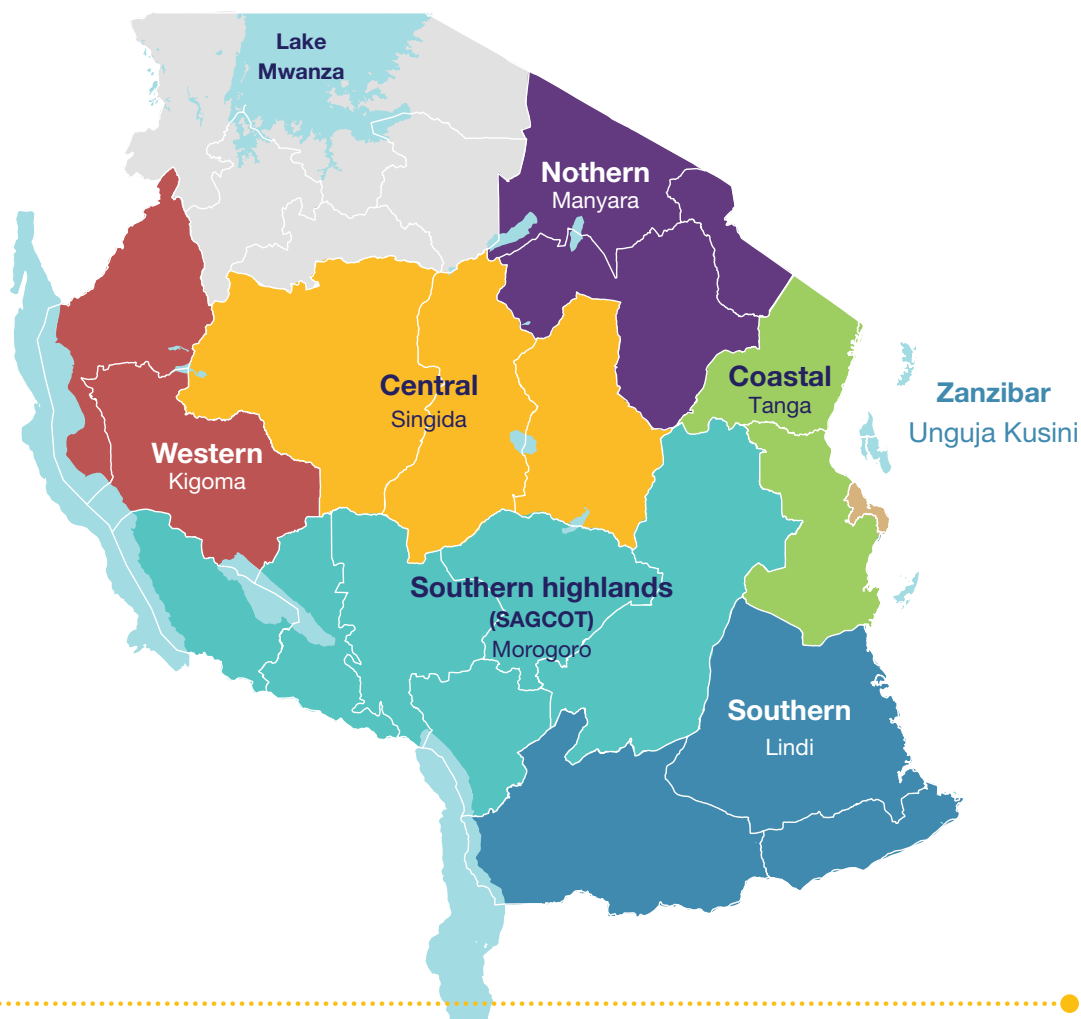 Lake
Mwanza
Nothern
Manyara
Central
Singida
Coastal
Tanga
Zanzibar
Unguja Kusini
Western
Kigoma
Southern highlands
(SAGCOT)
Morogoro
Southern
Lindi